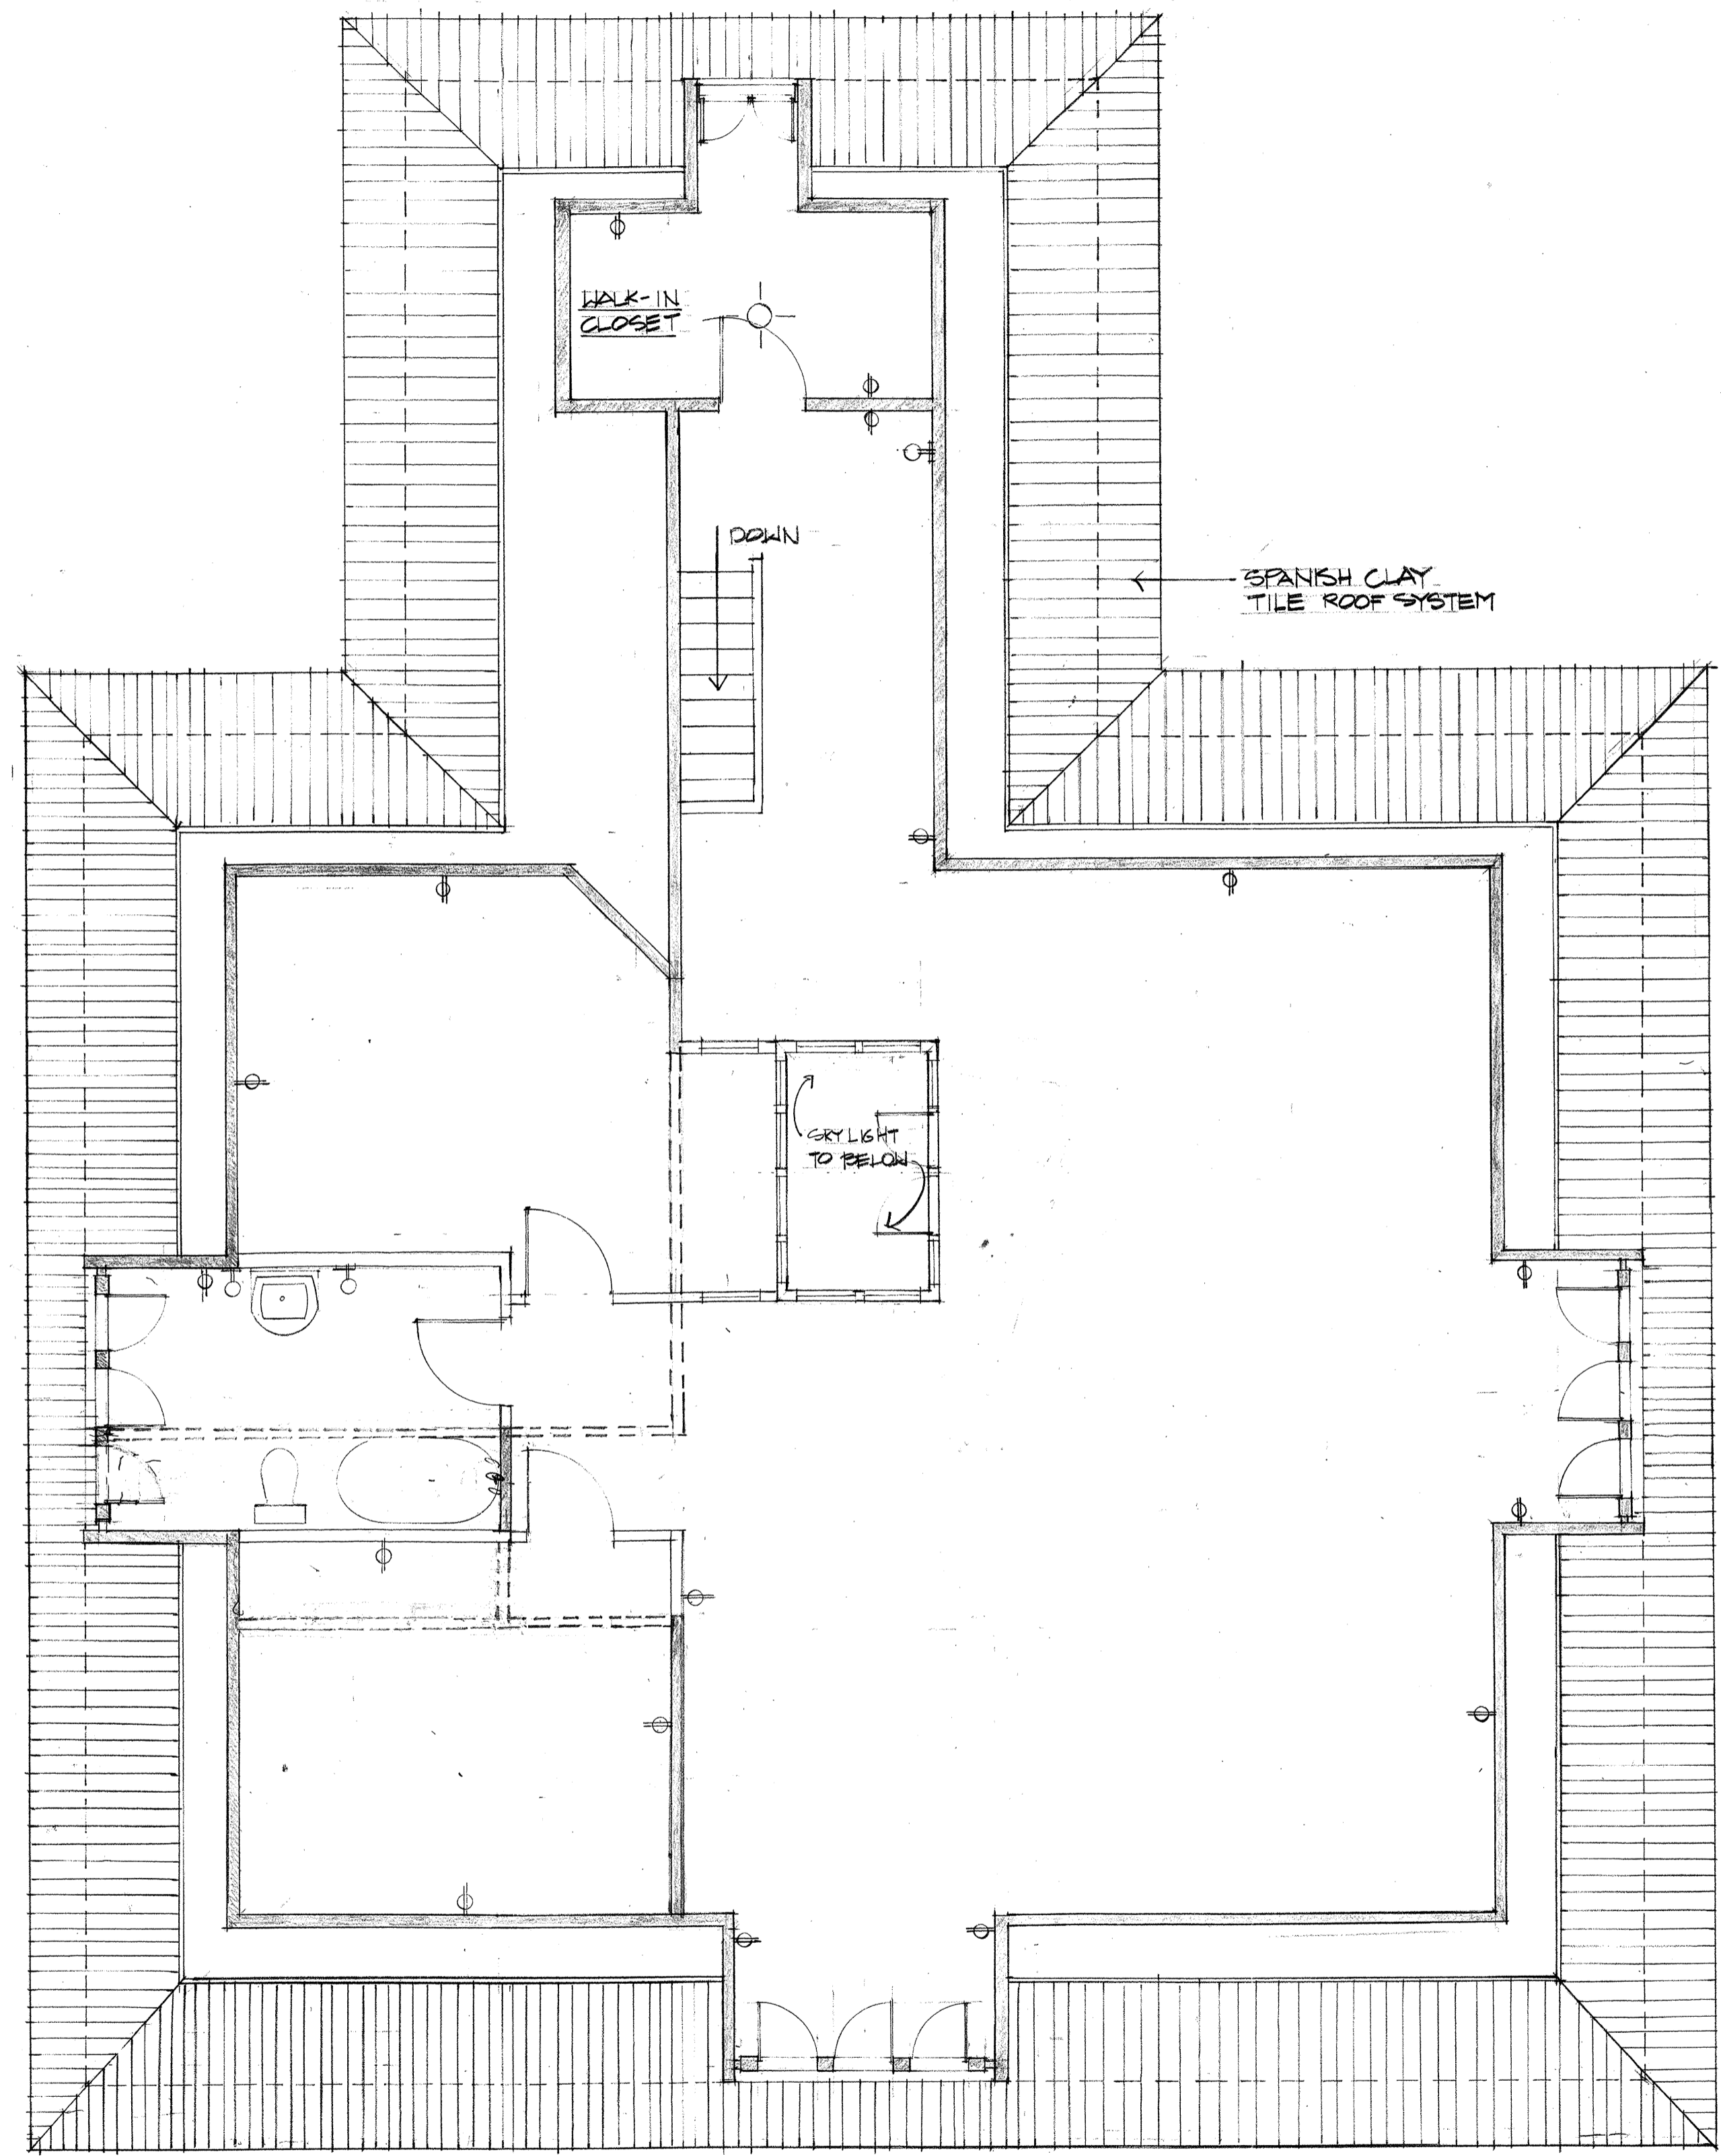 WALK-IN
CLOSET
DOWN
SPANISH CLAY
TILE ROOF SYSTEM
SKYLIGHT
TO BELOW